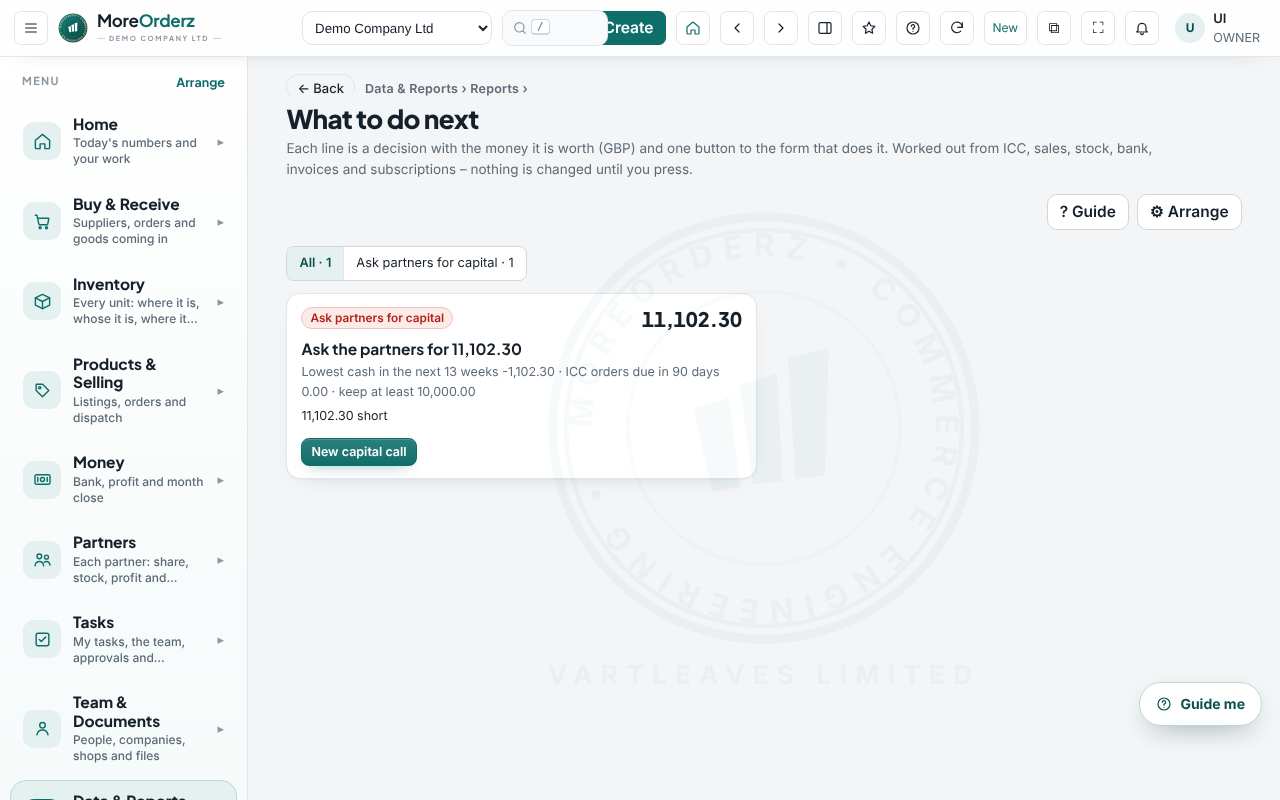 MoreOrderz
— DEMO COMPANY LTD —
Demo Company Ltd
/
Create
New
U
UI
OWNER
MENU
Arrange
Home
Today's numbers and
your work
Buy & Receive
Suppliers, orders and
goods coming in
Inventory
Every unit: where it is,
whose it is, where it...
Products &
Selling
Listings, orders and
dispatch
Money
Bank, profit and month
close
Partners
Each partner: share,
stock, profit and...
Tasks
My tasks, the team,
approvals and...
Team &
Documents
People, companies,
shops and files
Data & Reports
← Back
Data & Reports › Reports ›
What to do next
Each line is a decision with the money it is worth (GBP) and one button to the form that does it. Worked out from ICC, sales, stock, bank,
invoices and subscriptions – nothing is changed until you press.
? Guide
⚙ Arrange
All · 1
Ask partners for capital · 1
Ask partners for capital
11,102.30
Ask the partners for 11,102.30
Lowest cash in the next 13 weeks -1,102.30 · ICC orders due in 90 days
0.00 · keep at least 10,000.00
11,102.30 short
New capital call
MOREORDERZ • COMMERCE ENGINEERING •
VARTLEAVES LIMITED
Guide me